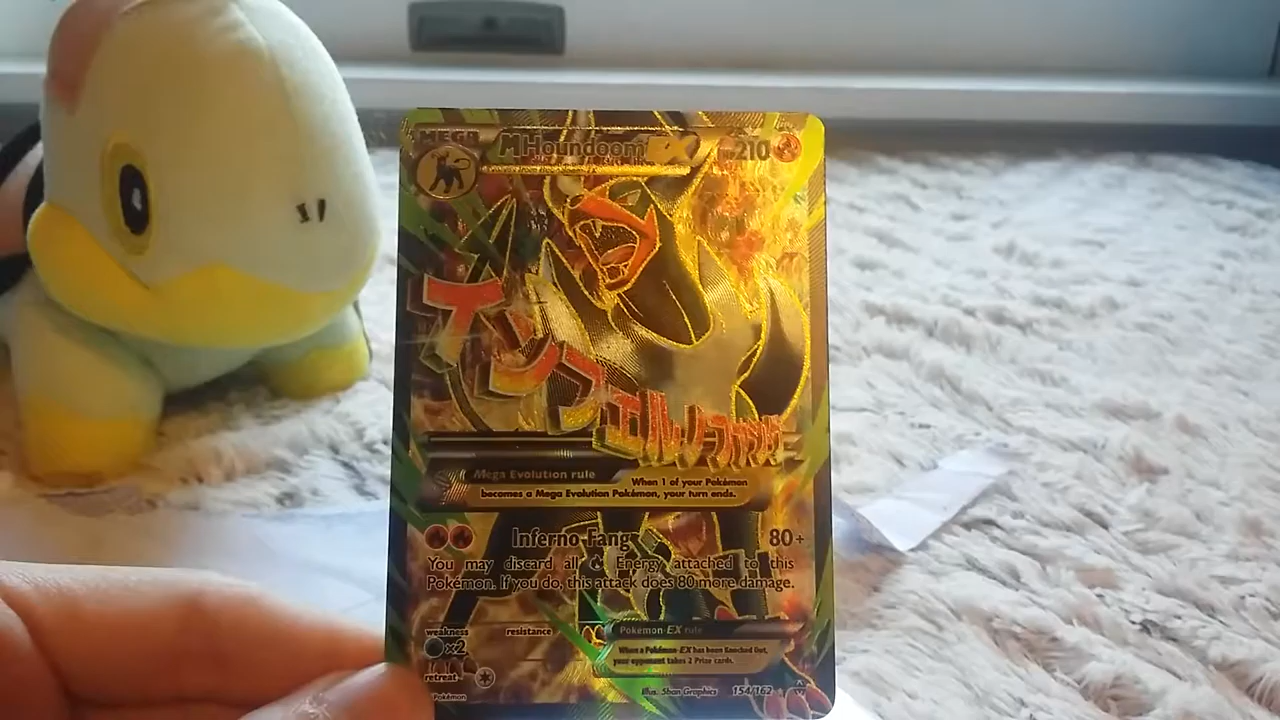 MEGA
M Houndoom EX
HP 210
インフェルノファング
Mega Evolution rule
When 1 of your Pokémon
becomes a Mega Evolution Pokémon, your turn ends.
Inferno Fang 80+
You may discard all Energy attached to this
Pokémon. If you do, this attack does 80 more damage.
weakness resistance
×2
retreat
Pokémon-EX rule
When a Pokémon-EX has been Knocked Out,
your opponent takes 2 Prize cards.
Illus. 5ban Graphics 154/162
Pokémon